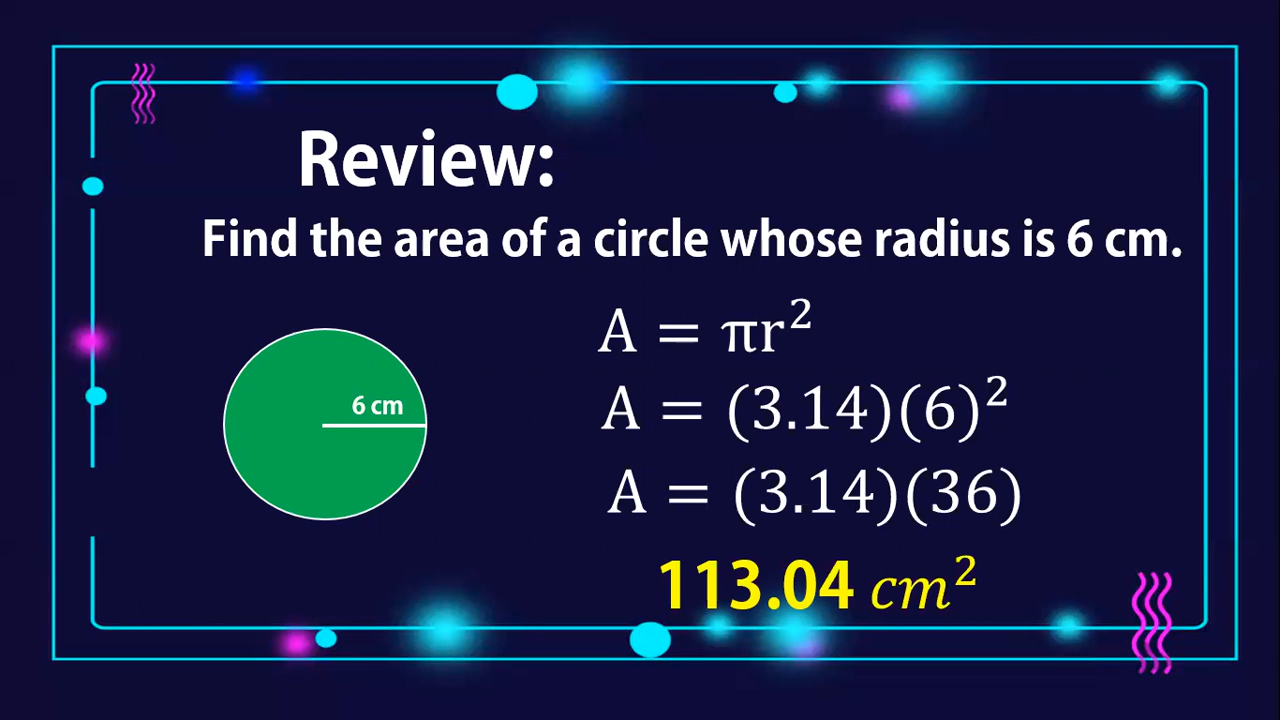 Review:
Find the area of a circle whose radius is 6 cm.
6 cm
A = πr²
A = (3.14)(6)²
A = (3.14)(36)
113.04 cm²